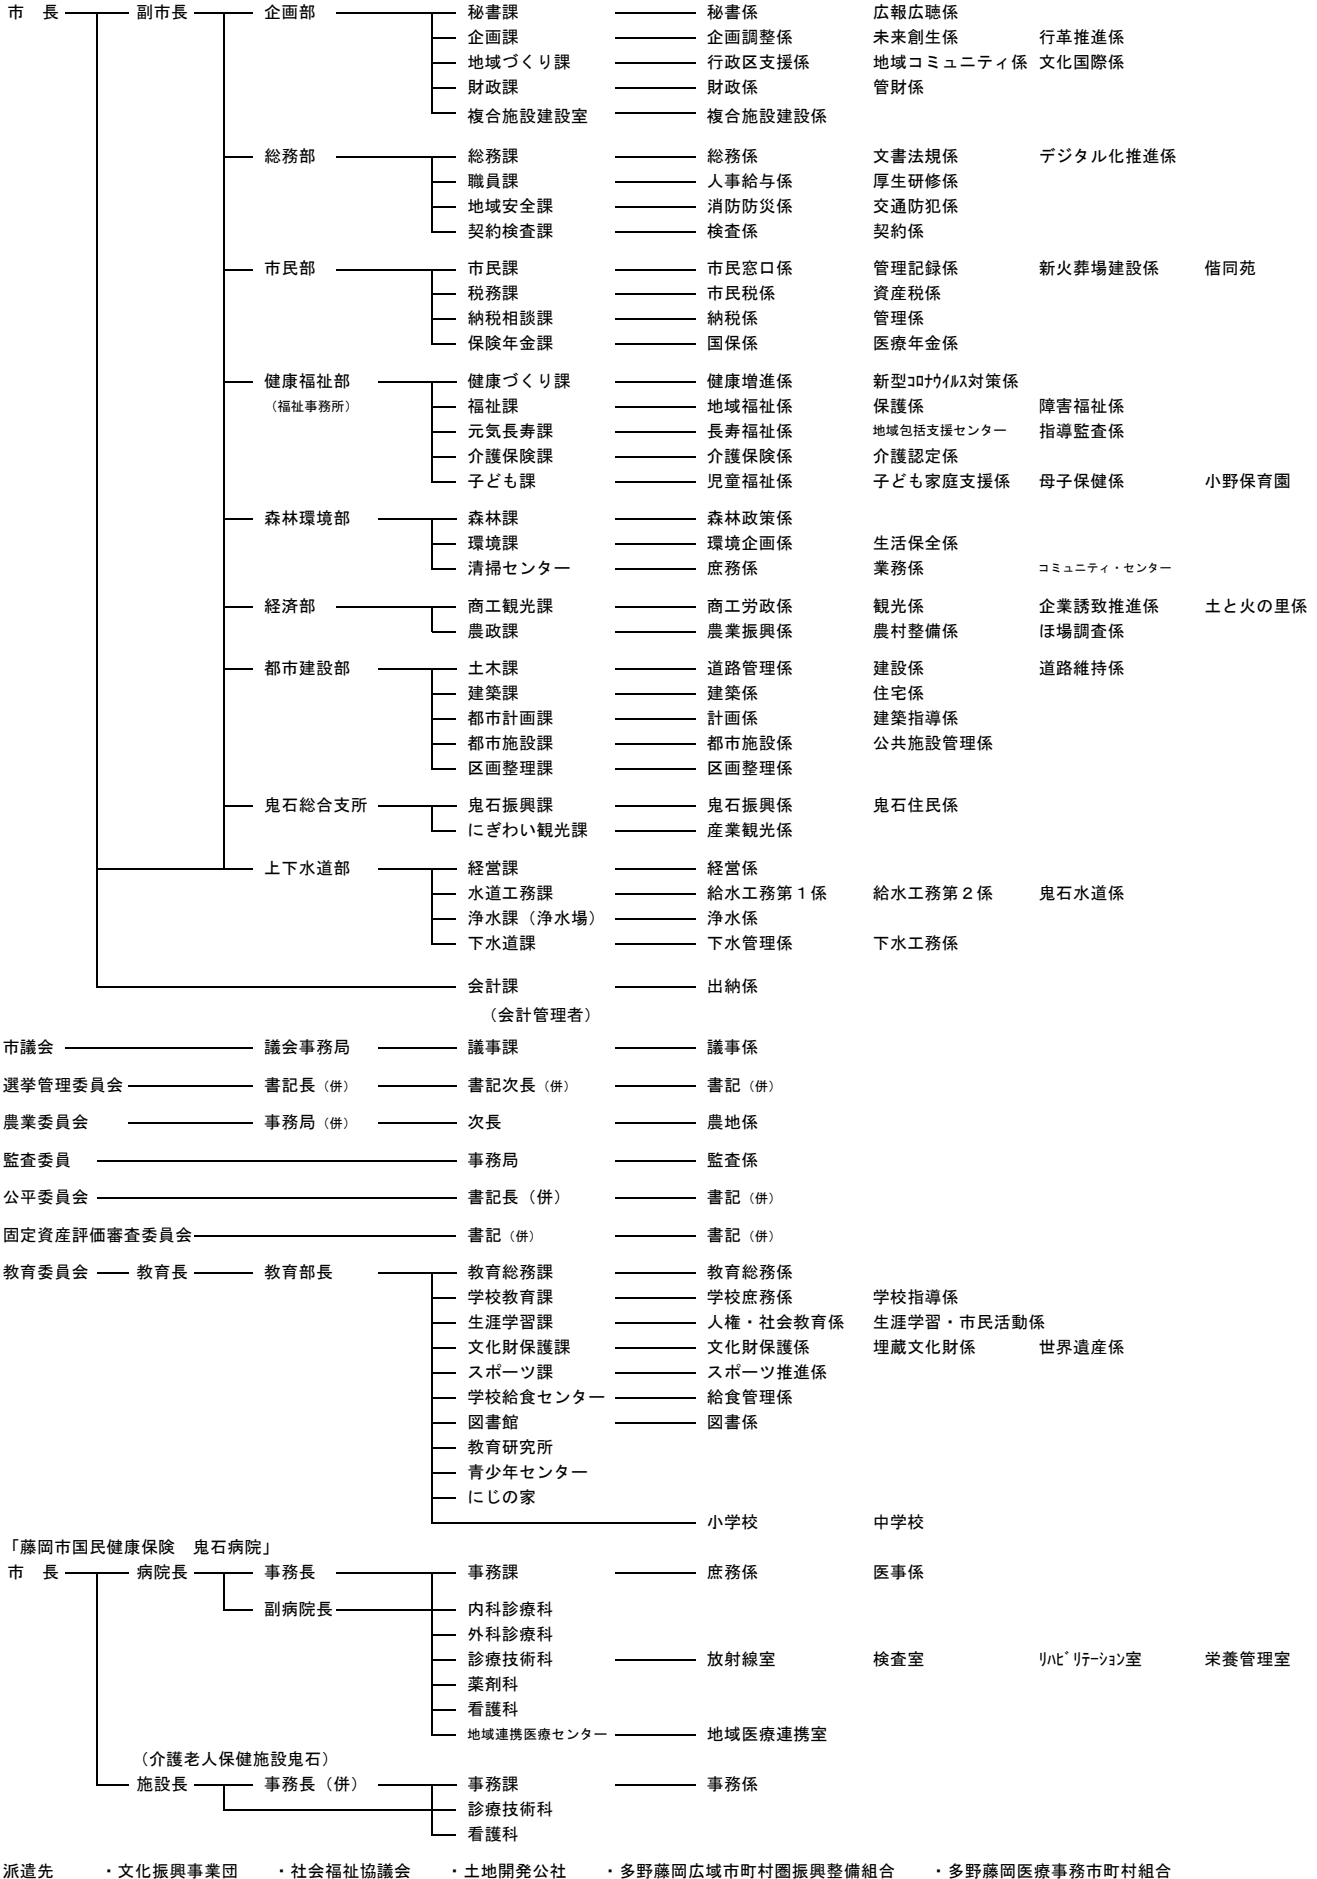 市　長 副市長 企画部 秘書課 秘書係 広報広聴係
企画課 企画調整係 未来創生係 行革推進係
地域づくり課 行政区支援係 地域コミュニティ係 文化国際係
財政課 財政係 管財係
複合施設建設室 複合施設建設係
総務部 総務課 総務係 文書法規係 デジタル化推進係
職員課 人事給与係 厚生研修係
地域安全課 消防防災係 交通防犯係
契約検査課 検査係 契約係
市民部 市民課 市民窓口係 管理記録係 新火葬場建設係 偕同苑
税務課 市民税係 資産税係
納税相談課 納税係 管理係
保険年金課 国保係 医療年金係
健康福祉部 健康づくり課 健康増進係 新型ｺﾛﾅｳｲﾙｽ対策係
（福祉事務所） 福祉課 地域福祉係 保護係 障害福祉係
元気長寿課 長寿福祉係 地域包括支援センター 指導監査係
介護保険課 介護保険係 介護認定係
子ども課 児童福祉係 子ども家庭支援係 母子保健係 小野保育園
森林環境部 森林課 森林政策係
環境課 環境企画係 生活保全係
清掃センター 庶務係 業務係 コミュニティ・センター
経済部 商工観光課 商工労政係 観光係 企業誘致推進係 土と火の里係
農政課 農業振興係 農村整備係 ほ場調査係
都市建設部 土木課 道路管理係 建設係 道路維持係
建築課 建築係 住宅係
都市計画課 計画係 建築指導係
都市施設課 都市施設係 公共施設管理係
区画整理課 区画整理係
鬼石総合支所 鬼石振興課 鬼石振興係 鬼石住民係
にぎわい観光課 産業観光係
上下水道部 経営課 経営係
水道工務課 給水工務第１係 給水工務第２係 鬼石水道係
浄水課（浄水場） 浄水係
下水道課 下水管理係 下水工務係
会計課 出納係
（会計管理者）
市議会 議会事務局 議事課 議事係
選挙管理委員会 書記長（併） 書記次長（併） 書記（併）
農業委員会 事務局（併） 次長 農地係
監査委員 事務局 監査係
公平委員会 書記長（併） 書記（併）
固定資産評価審査委員会 書記（併） 書記（併）
教育委員会 教育長 教育部長 教育総務課 教育総務係
学校教育課 学校庶務係 学校指導係
生涯学習課 人権・社会教育係 生涯学習・市民活動係
文化財保護課 文化財保護係 埋蔵文化財係 世界遺産係
スポーツ課 スポーツ推進係
学校給食センター 給食管理係
図書館 図書係
教育研究所
青少年センター
にじの家
小学校 中学校
「藤岡市国民健康保険　鬼石病院」
市　長 病院長 事務長 事務課 庶務係 医事係
副病院長 内科診療科
外科診療科
診療技術科 放射線室 検査室 ﾘﾊﾋﾞﾘﾃｰｼｮﾝ室 栄養管理室
薬剤科
看護科
地域連携医療センター 地域医療連携室
（介護老人保健施設鬼石）
施設長 事務長（併） 事務課 事務係
診療技術科
看護科
派遣先 ・文化振興事業団 ・社会福祉協議会 ・土地開発公社 ・多野藤岡広域市町村圏振興整備組合 ・多野藤岡医療事務市町村組合